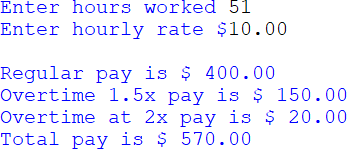 Enter hours worked 51
Enter hourly rate $10.00
Regular pay is $ 400.00
Overtime 1.5x pay is $ 150.00
Overtime at 2x pay is $ 20.00
Total pay is $ 570.00